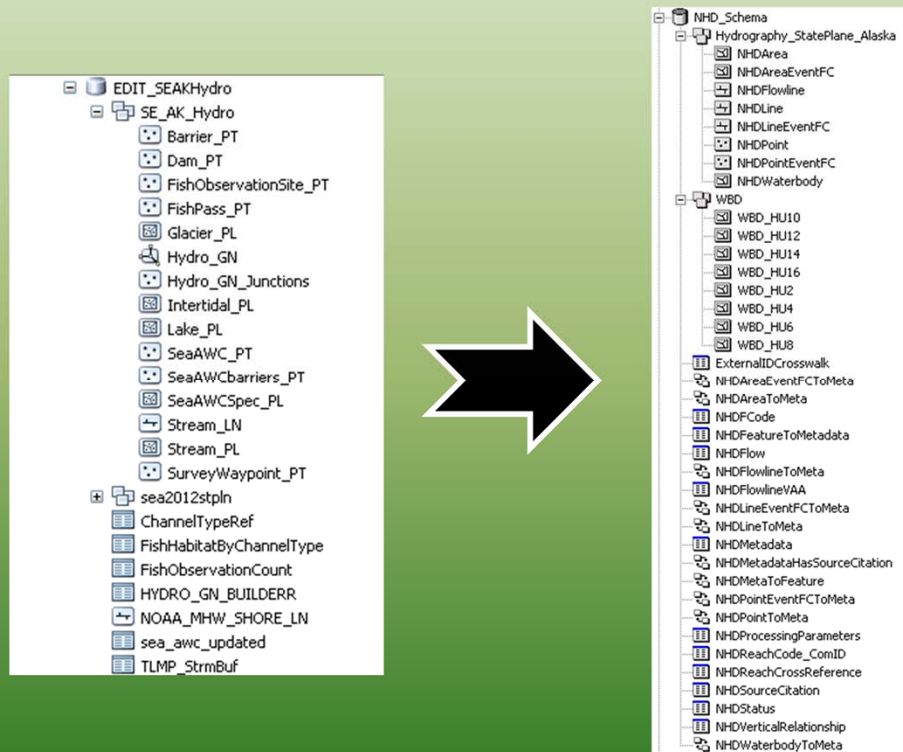 EDIT_SEAKHydro
SE_AK_Hydro
Barrier_PT
Dam_PT
FishObservationSite_PT
FishPass_PT
Glacier_PL
Hydro_GN
Hydro_GN_Junctions
Intertidal_PL
Lake_PL
SeaAWC_PT
SeaAWCbarriers_PT
SeaAWCSpec_PL
Stream_LN
Stream_PL
SurveyWaypoint_PT
sea2012stpln
ChannelTypeRef
FishHabitatByChannelType
FishObservationCount
HYDRO_GN_BUILDERR
NOAA_MHW_SHORE_LN
sea_awc_updated
TLMP_StrmBuf
NHD_Schema
Hydrography_StatePlane_Alaska
NHDArea
NHDAreaEventFC
NHDFlowline
NHDLine
NHDLineEventFC
NHDPoint
NHDPointEventFC
NHDWaterbody
WBD
WBD_HU10
WBD_HU12
WBD_HU14
WBD_HU16
WBD_HU2
WBD_HU4
WBD_HU6
WBD_HU8
ExternalIDCrosswalk
NHDAreaEventFCToMeta
NHDAreaToMeta
NHDFCode
NHDFeatureToMetadata
NHDFlow
NHDFlowlineToMeta
NHDFlowlineVAA
NHDLineEventFCToMeta
NHDLineToMeta
NHDMetadata
NHDMetadataHasSourceCitation
NHDMetaToFeature
NHDPointEventFCToMeta
NHDPointToMeta
NHDProcessingParameters
NHDReachCode_ComID
NHDReachCrossReference
NHDSourceCitation
NHDStatus
NHDVerticalRelationship
NHDWaterbodyToMeta